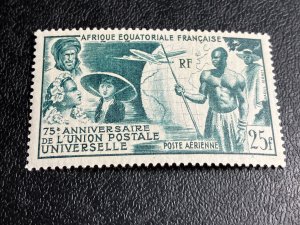 AFRIQUE EQUATORIALE FRANÇAISE
RF
75e ANNIVERSAIRE
DE L'UNION POSTALE
UNIVERSELLE
POSTE AÉRIENNE
25F